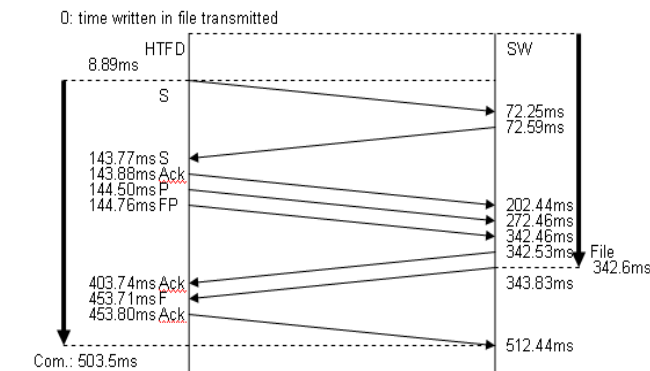 0: time written in file transmitted
HTFD
SW
8.89ms
S
72.25ms
72.59ms
143.77ms S
143.88ms Ack
144.50ms P
144.76ms FP
202.44ms
272.46ms
342.46ms
342.53ms
File
342.6ms
403.74ms Ack
343.83ms
453.71ms F
453.80ms Ack
512.44ms
Com.: 503.5ms